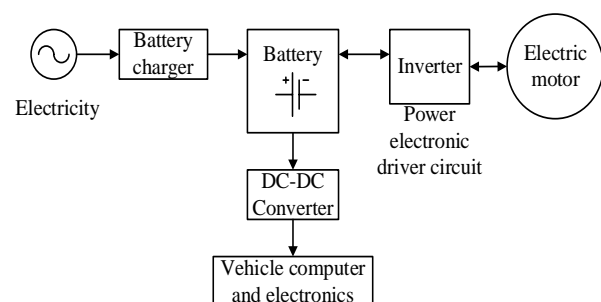 Electricity
Battery
charger
Battery
+ -
Inverter
Power
electronic
driver circuit
Electric
motor
DC-DC
Converter
Vehicle computer
and electronics